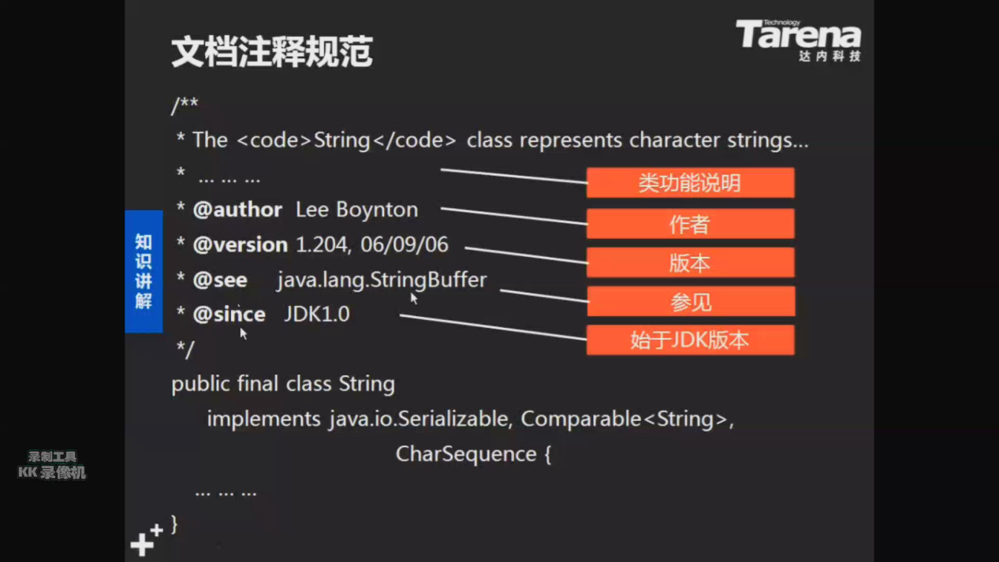 文档注释规范
Technology
Tarena
达内科技
/**
* The <code>String</code> class represents character strings...
* ... ... ...
类功能说明
* @author Lee Boynton
作者
* @version 1.204, 06/09/06
版本
* @see java.lang.StringBuffer
参见
* @since JDK1.0
始于JDK版本
*/
public final class String
implements java.io.Serializable, Comparable<String>,
CharSequence {
... ... ...
}
知识讲解
录制工具
KK 录像机